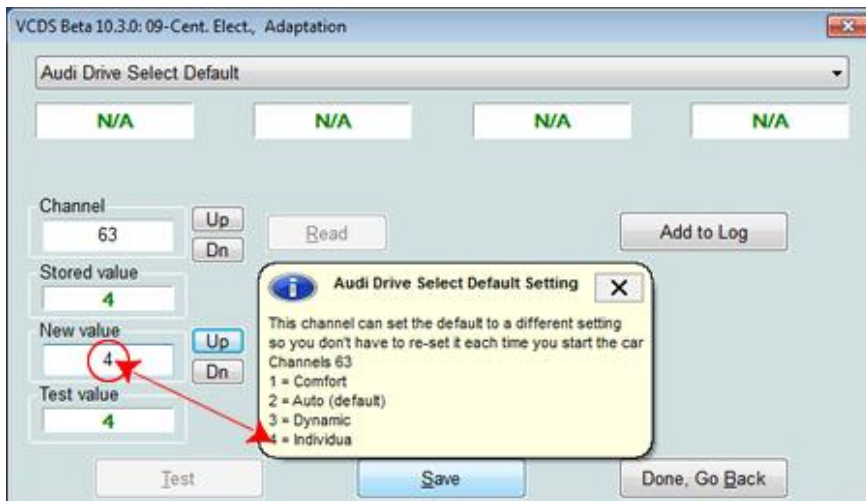 VCDS Beta 10.3.0: 09-Cent. Elect., Adaptation
Audi Drive Select Default
N/A N/A N/A N/A
Channel
63
Up
Dn
Read
Add to Log
Stored value
4
New value
4
Up
Dn
Test value
4
Audi Drive Select Default Setting
This channel can set the default to a different setting
so you don't have to re-set it each time you start the car
Channels 63
1 = Comfort
2 = Auto (default)
3 = Dynamic
4 = Individua
Test
Save
Done, Go Back